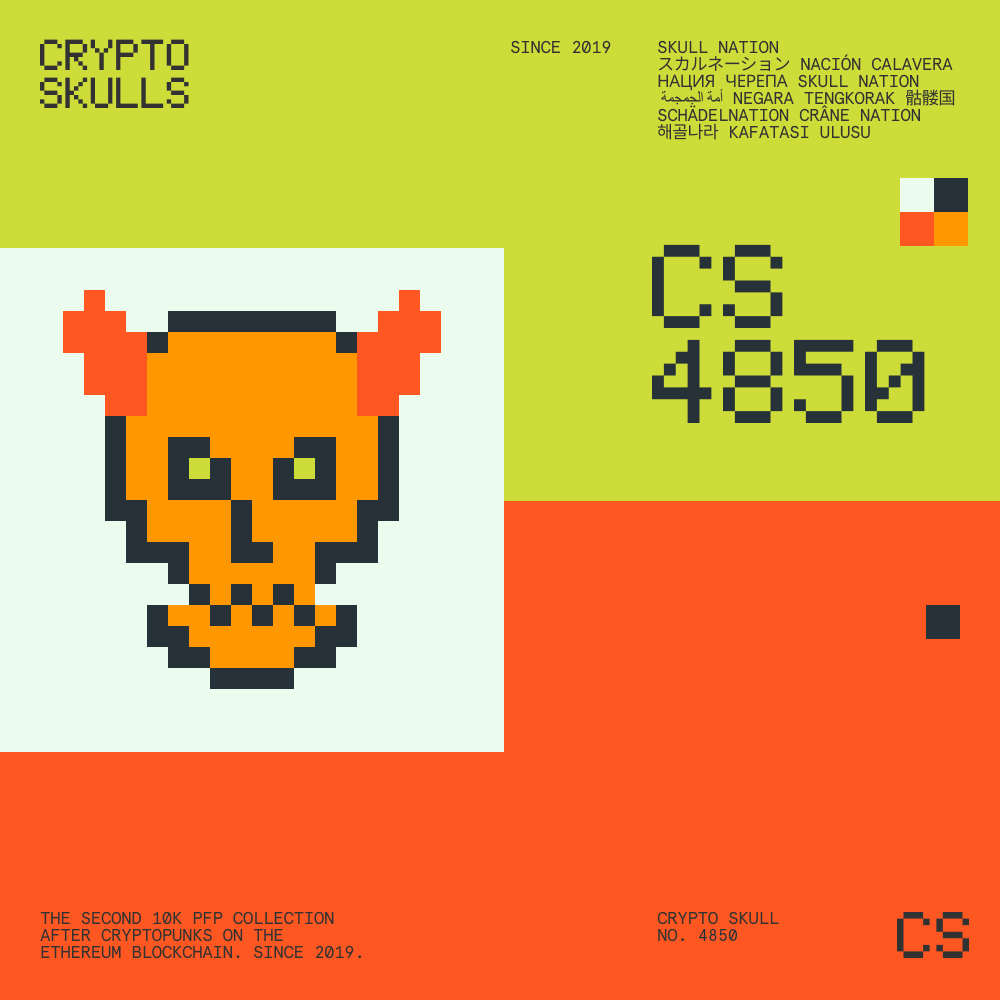 CRYPTO
SKULLS
SINCE 2019
SKULL NATION
スカルネーション NACIÓN CALAVERA
НАЦИЯ ЧЕРЕПА SKULL NATION
أمة الجمجمة NEGARA TENGKORAK 骷髅国
SCHÄDELNATION CRÂNE NATION
해골나라 KAFATASI ULUSU
CS
4850
THE SECOND 10K PFP COLLECTION
AFTER CRYPTOPUNKS ON THE
ETHEREUM BLOCKCHAIN. SINCE 2019.
CRYPTO SKULL
NO. 4850
CS